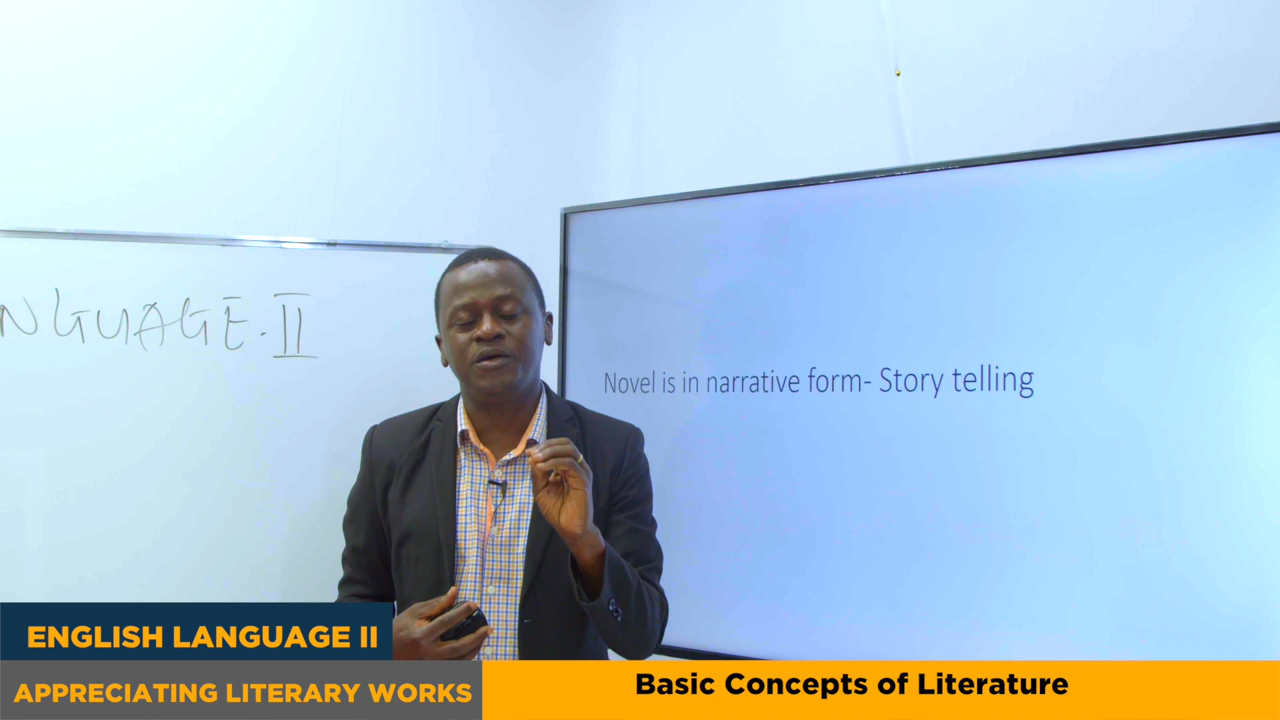 NGUAGE. II
Novel is in narrative form- Story telling
ENGLISH LANGUAGE II
APPRECIATING LITERARY WORKS
Basic Concepts of Literature